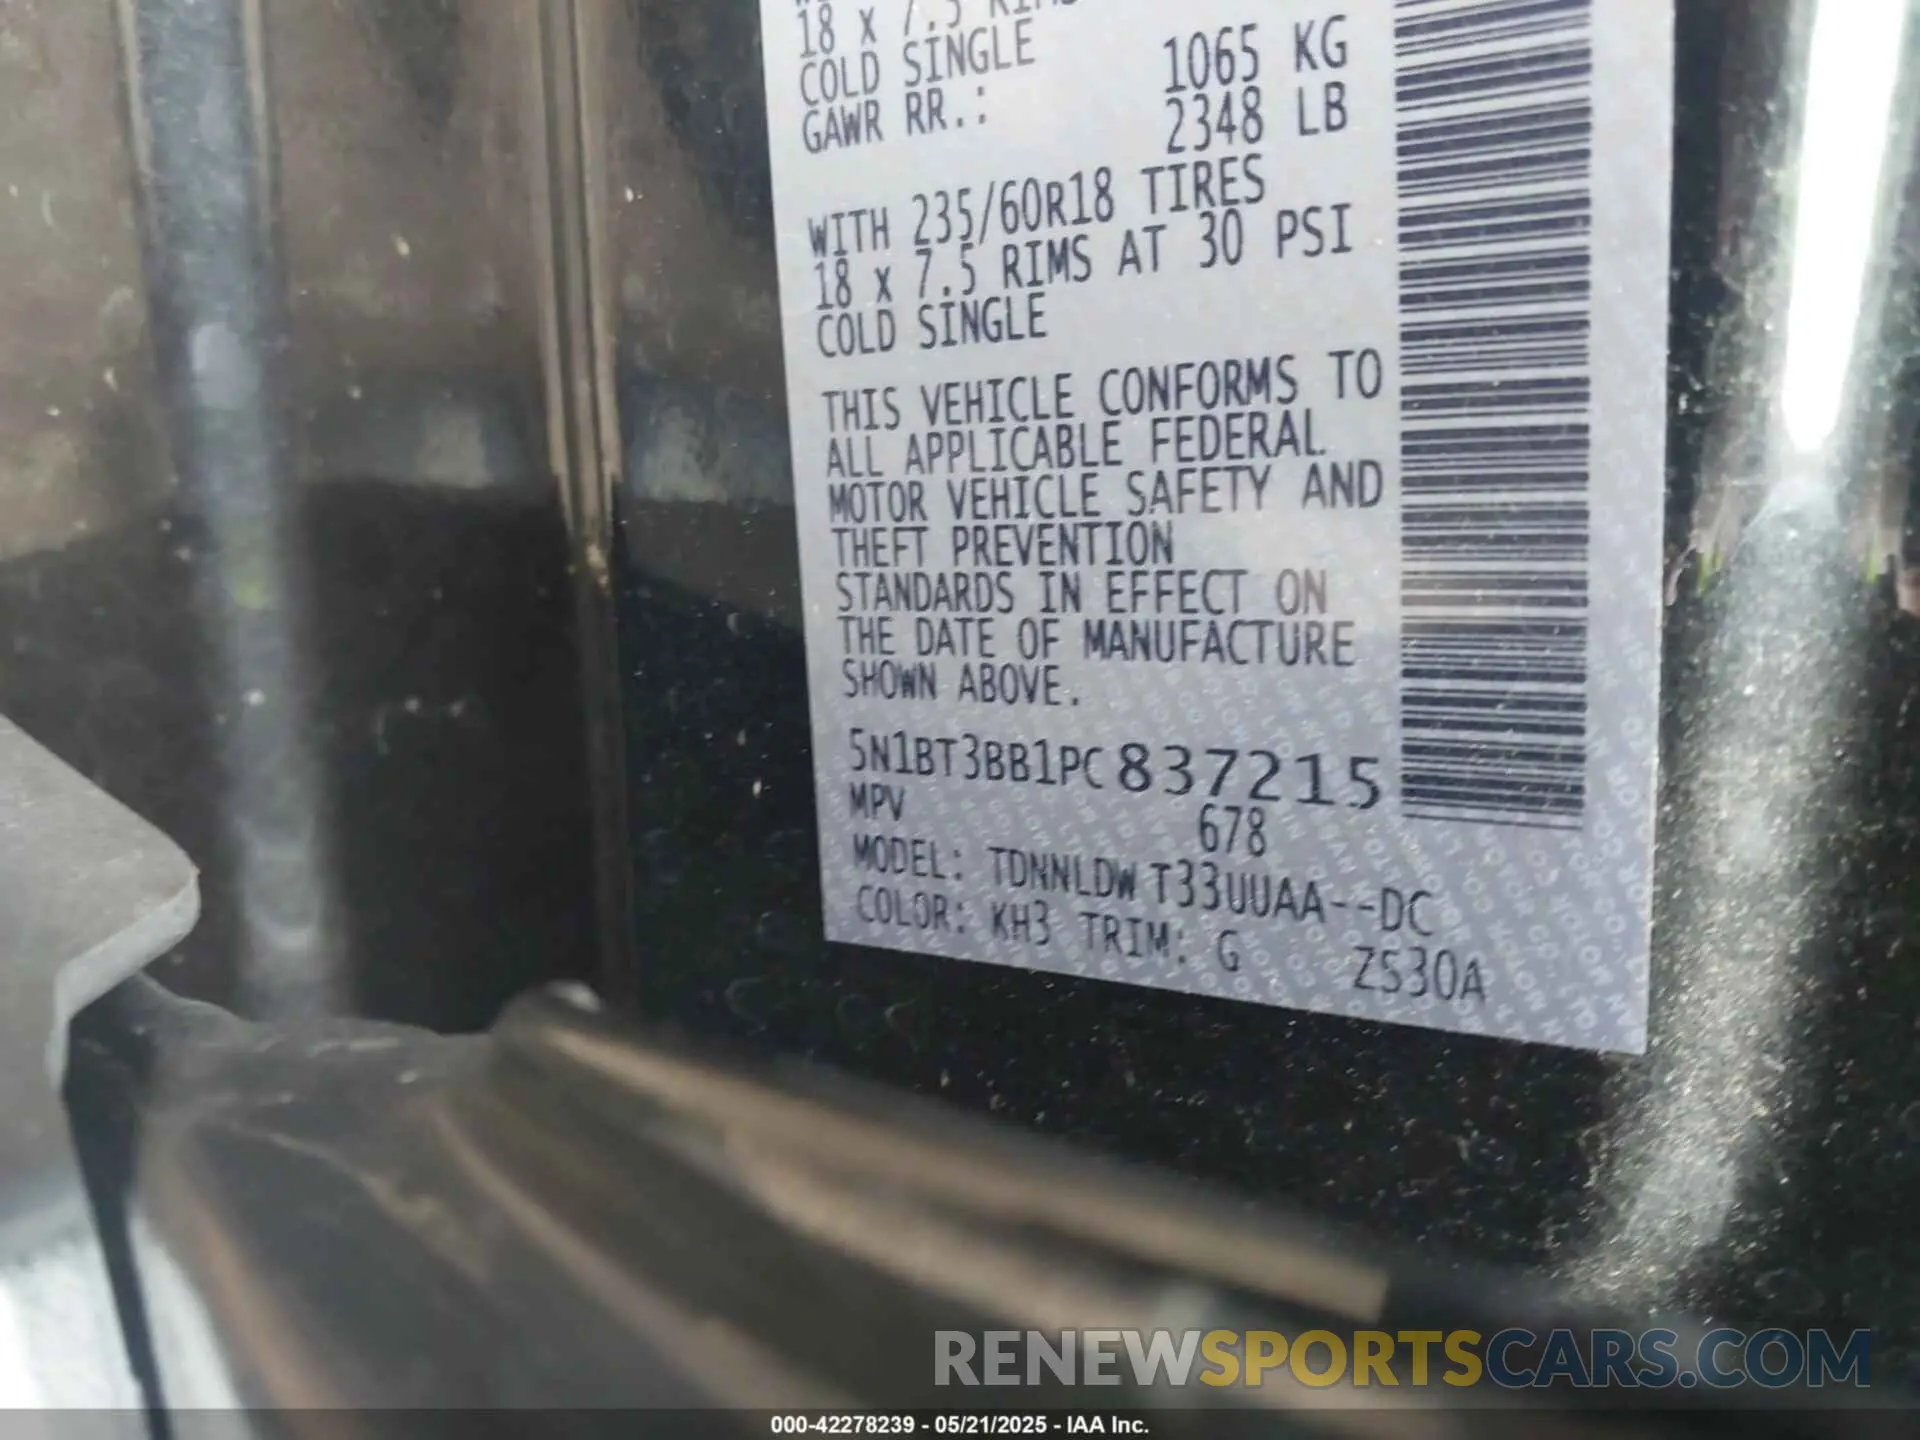 18 x 7.5 RIMS
COLD SINGLE
GAWR RR.: 1065 KG
2348 LB
WITH 235/60R18 TIRES
18 x 7.5 RIMS AT 30 PSI
COLD SINGLE
THIS VEHICLE CONFORMS TO
ALL APPLICABLE FEDERAL
MOTOR VEHICLE SAFETY AND
THEFT PREVENTION
STANDARDS IN EFFECT ON
THE DATE OF MANUFACTURE
SHOWN ABOVE.
5N1BT3BB1PC837215
MPV 678
MODEL: TDNNLDW T33UUAA--DC
COLOR: KH3 TRIM: G ZS30A
RENEWSPORTSCARS.COM
000-42278239 - 05/21/2025 - IAA Inc.